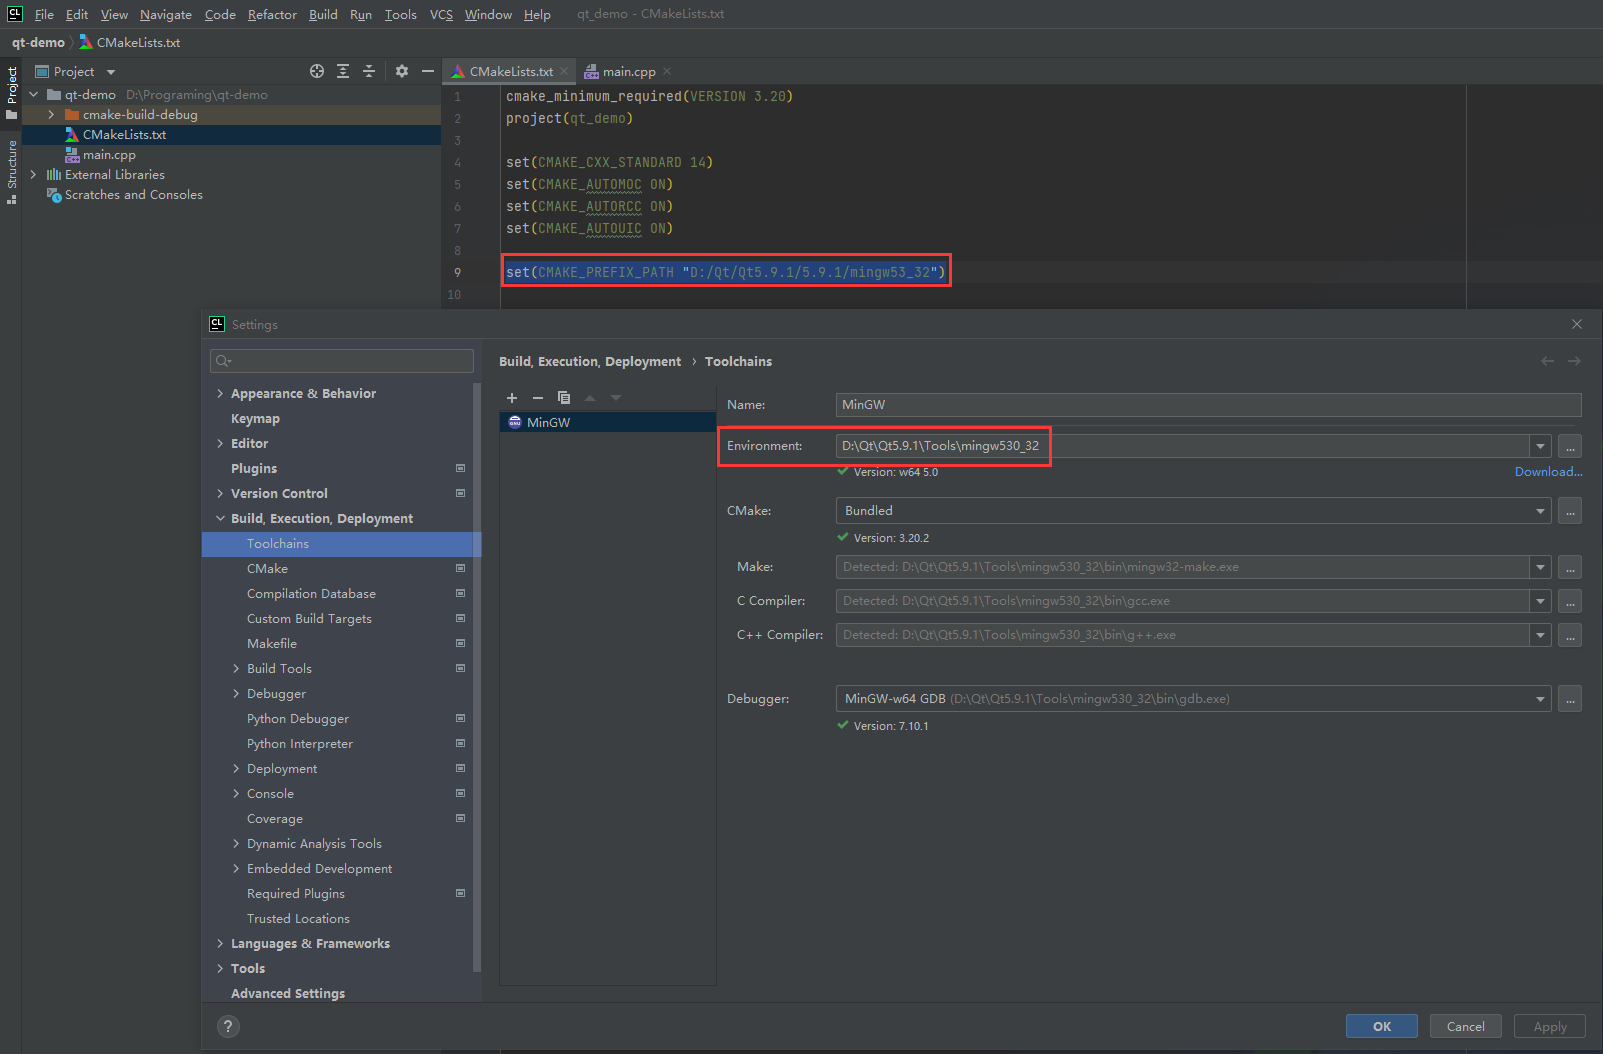 CL File Edit View Navigate Code Refactor Build Run Tools VCS Window Help qt_demo - CMakeLists.txt
qt-demo CMakeLists.txt
Project
Structure
Project
qt-demo D:\Programing\qt-demo
cmake-build-debug
CMakeLists.txt
main.cpp
External Libraries
Scratches and Consoles
CMakeLists.txt main.cpp
1 cmake_minimum_required(VERSION 3.20)
2 project(qt_demo)
3
4 set(CMAKE_CXX_STANDARD 14)
5 set(CMAKE_AUTOMOC ON)
6 set(CMAKE_AUTORCC ON)
7 set(CMAKE_AUTOUIC ON)
8
9 set(CMAKE_PREFIX_PATH "D:/Qt/Qt5.9.1/5.9.1/mingw53_32")
10
CL Settings
Appearance & Behavior
Keymap
Editor
Plugins
Version Control
Build, Execution, Deployment
Toolchains
CMake
Compilation Database
Custom Build Targets
Makefile
Build Tools
Debugger
Python Debugger
Python Interpreter
Deployment
Console
Coverage
Dynamic Analysis Tools
Embedded Development
Required Plugins
Trusted Locations
Languages & Frameworks
Tools
Advanced Settings
Build, Execution, Deployment › Toolchains
MinGW
Name: MinGW
Environment: D:\Qt\Qt5.9.1\Tools\mingw530_32 ...
Version: w64 5.0 Download...
CMake: Bundled ...
Version: 3.20.2
Make: Detected: D:\Qt\Qt5.9.1\Tools\mingw530_32\bin\mingw32-make.exe ...
C Compiler: Detected: D:\Qt\Qt5.9.1\Tools\mingw530_32\bin\gcc.exe ...
C++ Compiler: Detected: D:\Qt\Qt5.9.1\Tools\mingw530_32\bin\g++.exe ...
Debugger: MinGW-w64 GDB (D:\Qt\Qt5.9.1\Tools\mingw530_32\bin\gdb.exe) ...
Version: 7.10.1
? OK Cancel Apply